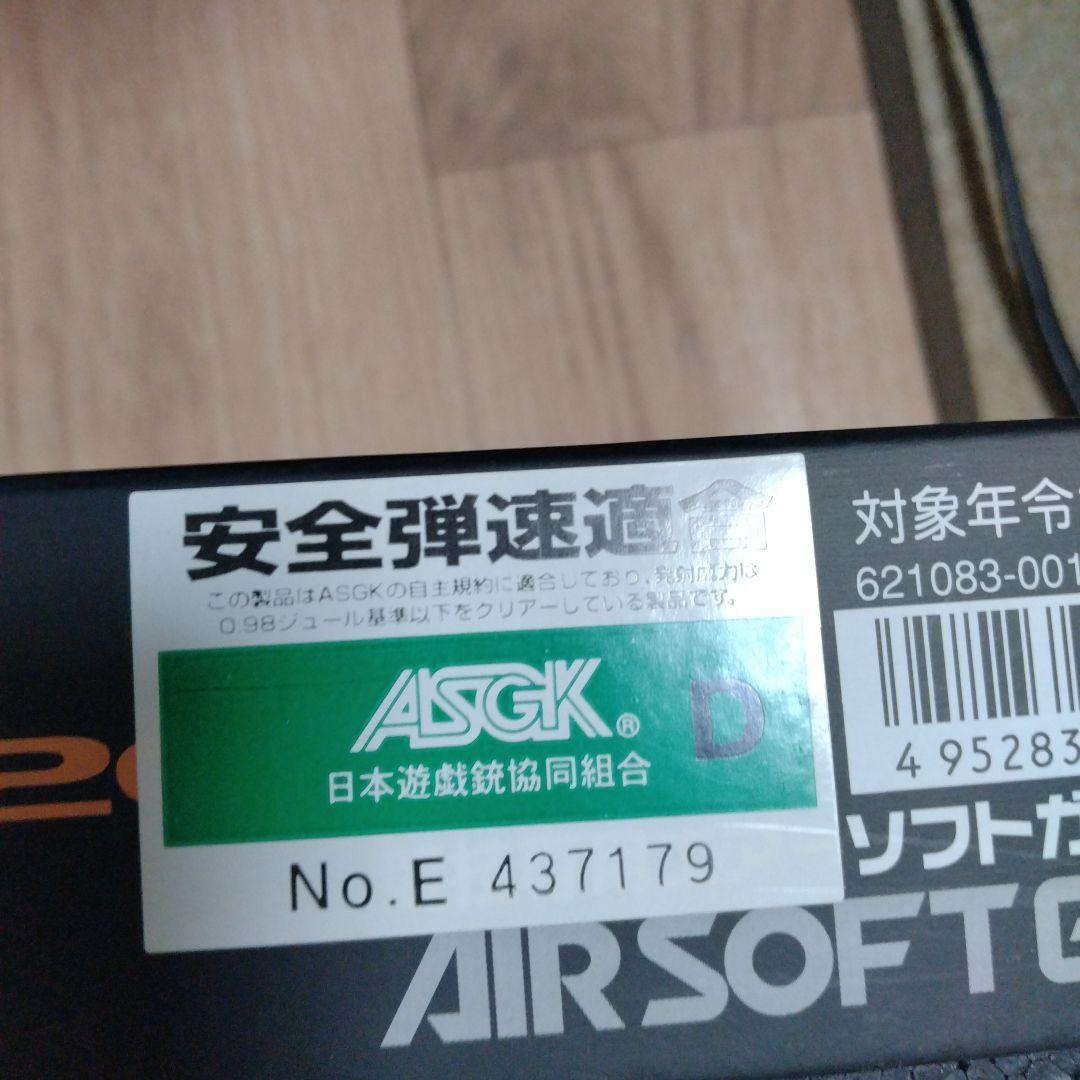 安全弾速適合
この製品はASGKの自主規約に適合しており、発射威力は
0.98ジュール基準以下をクリアーしている製品です。
ASGK®
D
日本遊戯銃協同組合
No.E 437179
対象年令
621083-001
4 95283
ソフトガ
AIRSOFT G